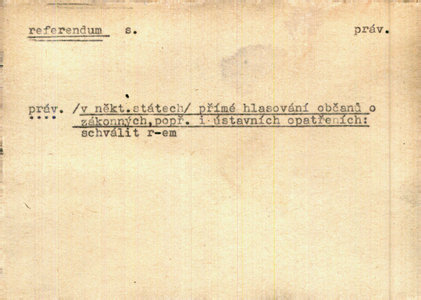 referendum s. práv.
práv. /v někt.státech/ přímé hlasování občanů o
zákonných,popř. i ústavních opatřeních:
schválit r-em